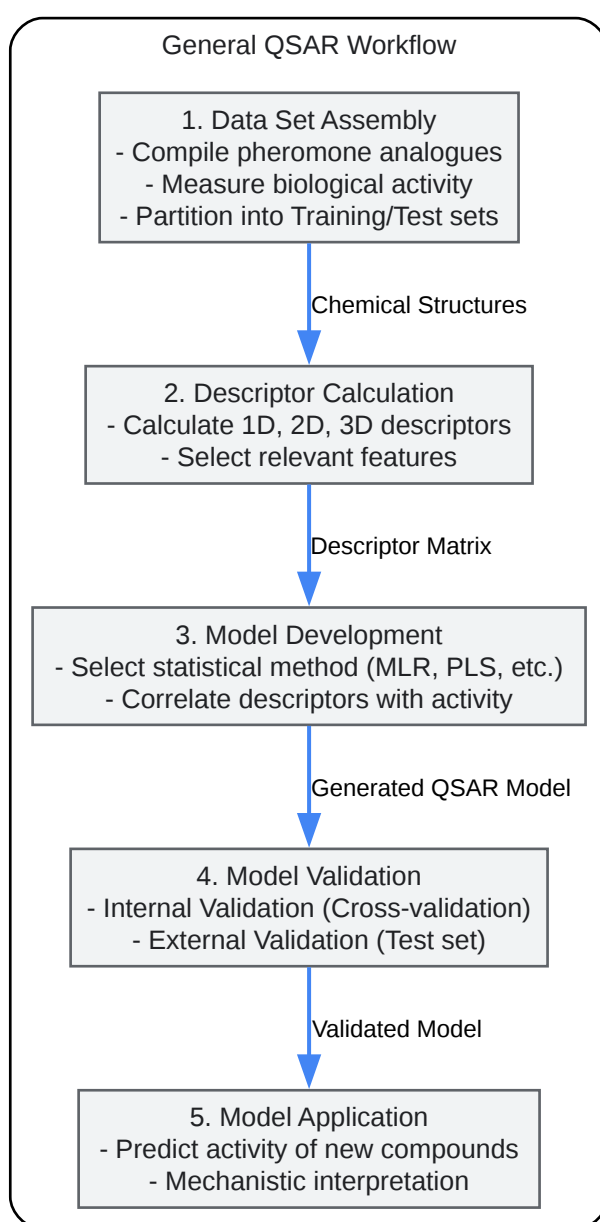 General QSAR Workflow
1. Data Set Assembly
- Compile pheromone analogues
- Measure biological activity
- Partition into Training/Test sets
Chemical Structures
2. Descriptor Calculation
- Calculate 1D, 2D, 3D descriptors
- Select relevant features
Descriptor Matrix
3. Model Development
- Select statistical method (MLR, PLS, etc.)
- Correlate descriptors with activity
Generated QSAR Model
4. Model Validation
- Internal Validation (Cross-validation)
- External Validation (Test set)
Validated Model
5. Model Application
- Predict activity of new compounds
- Mechanistic interpretation